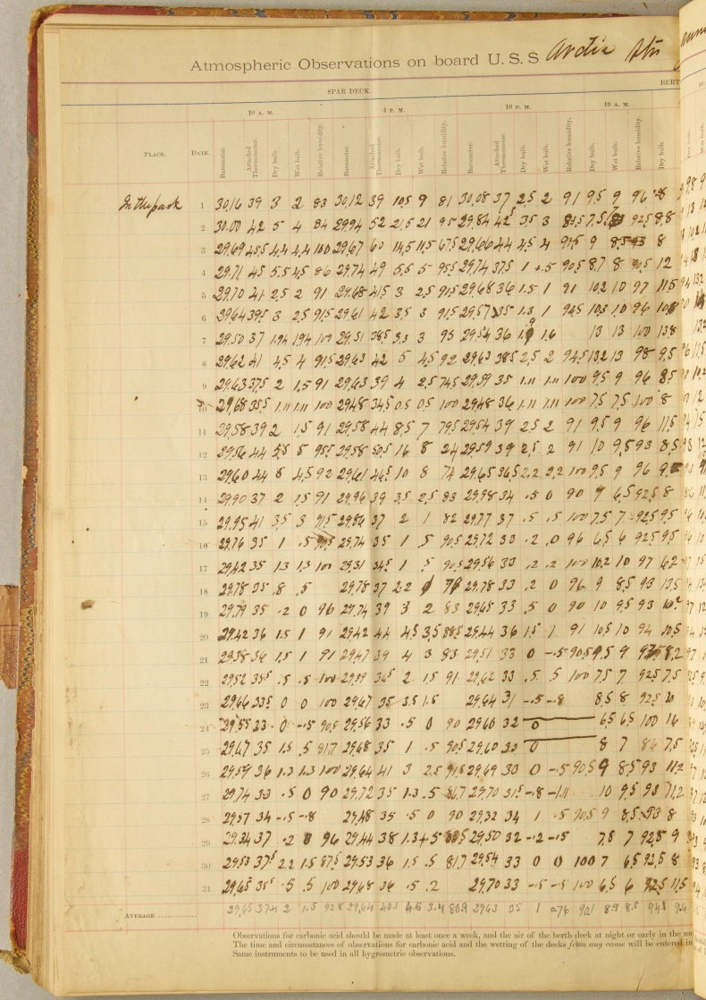 Atmospheric Observations on board U. S. S Arctic Str
SPAR DECK. BERT
10 A. M. 4 P. M. 10 P. M. 10 A. M.
PLACE. DATE. Barometer. Attached Thermometer. Dry bulb. Wet bulb. Relative humidity. Barometer. Attached Thermometer. Dry bulb. Wet bulb. Relative humidity. Barometer. Attached Thermometer. Dry bulb. Wet bulb. Relative humidity. Dry bulb. Wet bulb. Relative humidity. Dry bulb.
In the pack 1 30.16 39 3 2 83 30.12 39 10.5 9 81 30.08 37 2.5 2 91 9.5 9 96
2 30.00 42 5 4 84 29.94 52 21.5 21 95 29.84 42 3.5 3 83.5 7.5 92.5 9.8
3 29.69 45.5 4.4 4.4 100 29.67 60 14.5 11.5 67.5 29.66 44 4.5 4 91.5 9 8.5 93 8
4 29.71 45 5.5 4.5 86 29.74 49 5.5 5 95.5 29.74 37.5 1 +.5 90.5 8.7 8 90.5 12
5 29.70 41 2.5 2 91 29.68 41.5 3 2.5 91.5 29.68 36 1.5 1 91 10.2 10 97 11.5
6 29.64 39.5 3 2.5 91.5 29.61 42 3.5 3 91.5 29.57 35 1.3 1 94.5 10.3 10 96
7 29.50 37 1.94 1.94 100 29.51 38.5 3.3 3 95 29.54 36 1.6 13 13 100 13.8
8 29.62 41 4.5 4 91.5 29.63 42 5 4.5 92 29.63 38.5 2.5 2 94.5 13.2 13 98 9.5
9 29.63 37.5 2 1.5 91 29.63 39 4 2.5 74.5 29.59 35 1.11 1.11 100 9.5 9 96 8.5
10 29.68 35.5 1.11 1.11 100 29.48 34.5 0.5 0.5 100 29.48 36 1.11 1.11 100 7.5 7.5 100 8
11 29.58 39 2 1.5 91 29.58 44 8.5 7 79.5 29.54 39 2.5 2 91 9.5 9 96 11.5
12 29.56 44 5.5 5 95.5 29.58 50.5 16 8 24 29.59 39 2.5 2 91 10 9.5 93 8.5
13 29.60 44 5 4.5 92 29.61 46.5 10 8 74 29.65 36.5 2.2 2.2 100 9.5 9 96
14 29.90 37 2 1.5 91 29.96 39 3.5 2.5 83 29.98 34 .5 0 90 7 6.5 92.5 8
15 29.95 41 3.5 3 91.5 29.86 37 2 1 82 29.77 37 .5 .5 100 7.5 7 92.5 9.5
16 29.76 35 1 .5 90.5 29.74 35 1 .5 90.5 29.72 33 .2 .0 96 6.5 6 92.5 9.5
17 29.42 35 1.3 1.3 100 29.31 34.5 1 .5 90.5 29.56 33 .2 .2 100 10.2 10 97 6.2
18 29.78 35 .8 .5 29.78 37 2.2 29.78 33 .2 0 96 9 8.5 93 13.5
19 29.79 35 .2 0 96 29.74 39 3 2 83 29.65 33 .5 0 90 10 9.5 93
20 29.42 36 1.5 1 91 29.42 44 4.5 3.5 88.5 29.44 36 1.5 1 91 10.5 10 94 10.5
21 29.38 36 1.5 1 91 29.47 39 4 3 83 29.51 33 0 -.5 90.5 9.5 9 8.2
22 29.52 35.5 .5 .5 100 29.59 36.5 2 1.5 91 29.62 33 .5 .5 100 7.5 7 92.5 7.5
23 29.66 33.5 0 0 100 29.67 35 3.5 1.5 29.64 31 -.5 -.8 8.5 8 92.5 10
24 29.55 33 0 -.5 90.5 29.56 33 .5 0 90 29.60 32 0 6.5 6.5 100 16
25 29.67 35 1.5 .5 81.7 29.68 35 1 .5 90.5 29.60 33 0 8 7 86 7.5
26 29.59 36 1.3 1.3 100 29.64 41 3 2.5 91.5 29.69 33 0 -.5 90.5 9 8.5 93 11.2
27 29.74 33 .5 0 90 29.72 35 1.3 .5 86.7 29.70 31.5 -.8 -1.11 10 9.5 93 11.2
28 29.57 34 -.5 -.8 29.48 35 .5 0 90 29.32 34 1 .5 90.5 9 8.5 93 8
29 29.34 37 .2 0 96 29.44 38 1.3 +.5 29.50 32 -.2 -.5 7.5 7 92.5 9
30 29.53 37.5 2.2 1.5 87.5 29.53 36 1.5 .5 81.7 29.54 33 0 0 100 7 6.5 92.5 8
31 29.65 35.5 .5 .5 100 29.68 36 .5 .2 29.70 33 -.5 -.5 100 6.5 6 92.5 11.5
AVERAGE 29.65 37.4 2 1.5 92.8 29.64 40.1 4.5 3.4 80.9 29.63 35 1 0.76 90.1 8.9 8.5 94.1 9.4
Observations for carbonic acid should be made at least once a week, and the air of the berth deck at night or early in the
The time and circumstances of observations for carbonic acid and the wetting of the decks from any cause will be entered in
Same instruments to be used in all hygrometric observations.